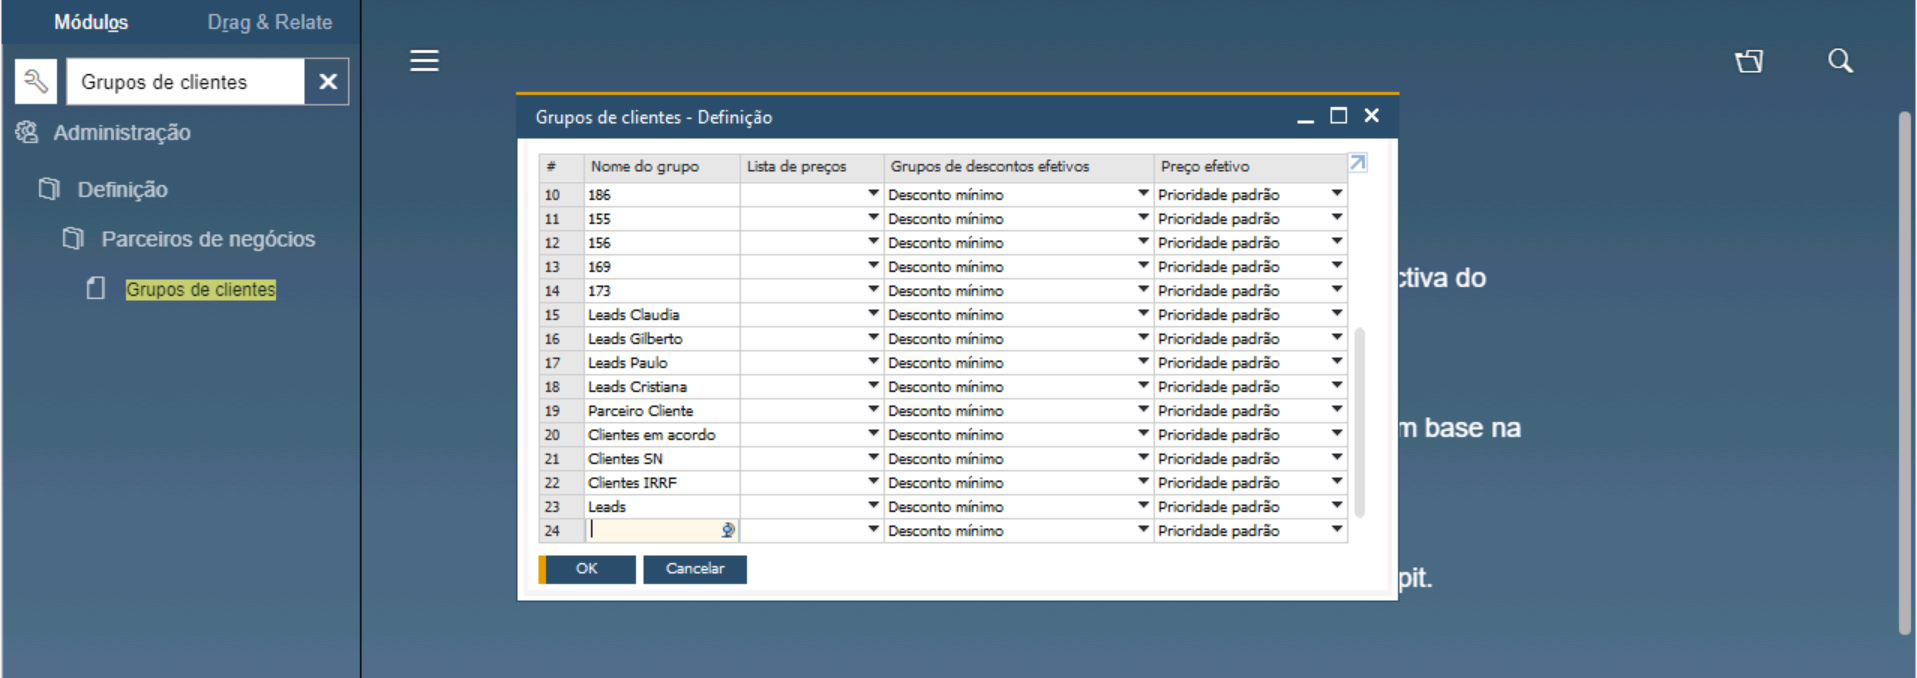 Módulos Drag & Relate
Grupos de clientes
Administração
Definição
Parceiros de negócios
Grupos de clientes
Grupos de clientes - Definição
# Nome do grupo Lista de preços Grupos de descontos efetivos Preço efetivo
10 186 Desconto mínimo Prioridade padrão
11 155 Desconto mínimo Prioridade padrão
12 156 Desconto mínimo Prioridade padrão
13 169 Desconto mínimo Prioridade padrão
14 173 Desconto mínimo Prioridade padrão
15 Leads Claudia Desconto mínimo Prioridade padrão
16 Leads Gilberto Desconto mínimo Prioridade padrão
17 Leads Paulo Desconto mínimo Prioridade padrão
18 Leads Cristiana Desconto mínimo Prioridade padrão
19 Parceiro Cliente Desconto mínimo Prioridade padrão
20 Clientes em acordo Desconto mínimo Prioridade padrão
21 Clientes SN Desconto mínimo Prioridade padrão
22 Clientes IRRF Desconto mínimo Prioridade padrão
23 Leads Desconto mínimo Prioridade padrão
24 Desconto mínimo Prioridade padrão
OK Cancelar
ctiva do
m base na
pit.